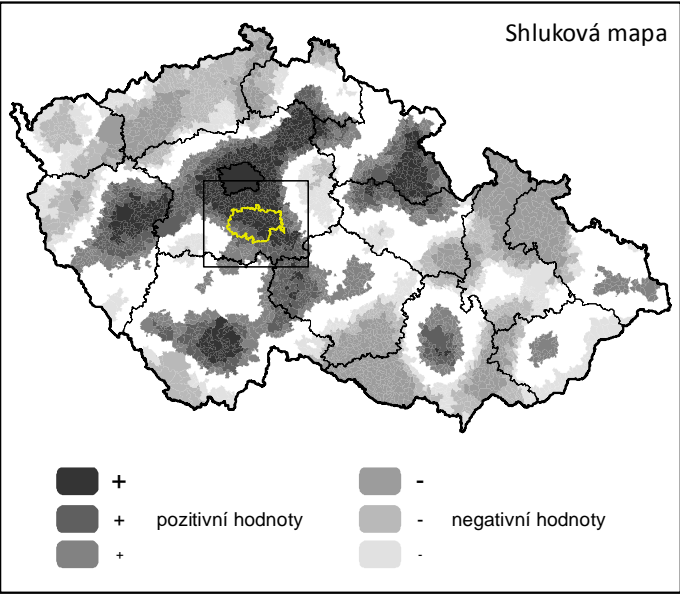 Shluková mapa
+ -
+ pozitivní hodnoty - negativní hodnoty
+ -